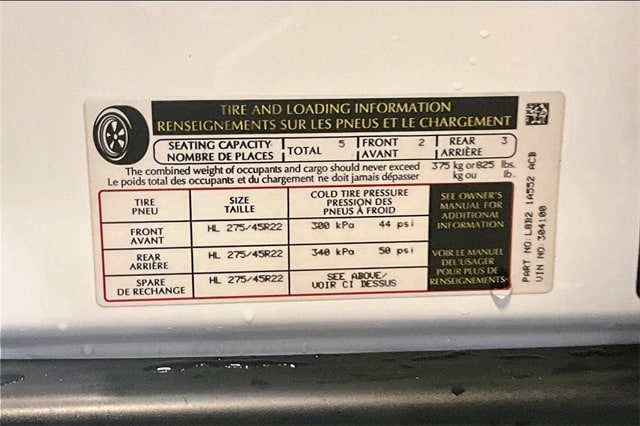 TIRE AND LOADING INFORMATION
RENSEIGNEMENTS SUR LES PNEUS ET LE CHARGEMENT
SEATING CAPACITY
NOMBRE DE PLACES
TOTAL 5
FRONT
AVANT 2
REAR
ARRIÈRE 3
The combined weight of occupants and cargo should never exceed 375 kg or 825 lbs.
Le poids total des occupants et du chargement ne doit jamais dépasser kg ou lb.
TIRE
PNEU
SIZE
TAILLE
COLD TIRE PRESSURE
PRESSION DES
PNEUS À FROID
FRONT
AVANT
HL 275/45R22
300 kPa 44 psi
REAR
ARRIÈRE
HL 275/45R22
340 kPa 50 psi
SPARE
DE RECHANGE
HL 275/45R22
SEE ABOVE/
VOIR CI DESSUS
SEE OWNER'S
MANUAL FOR
ADDITIONAL
INFORMATION
VOIR LE MANUEL
DE L'USAGER
POUR PLUS DE
RENSEIGNEMENTS
PART NO: L8B2 1A552 ACB
VIN NO: 304100